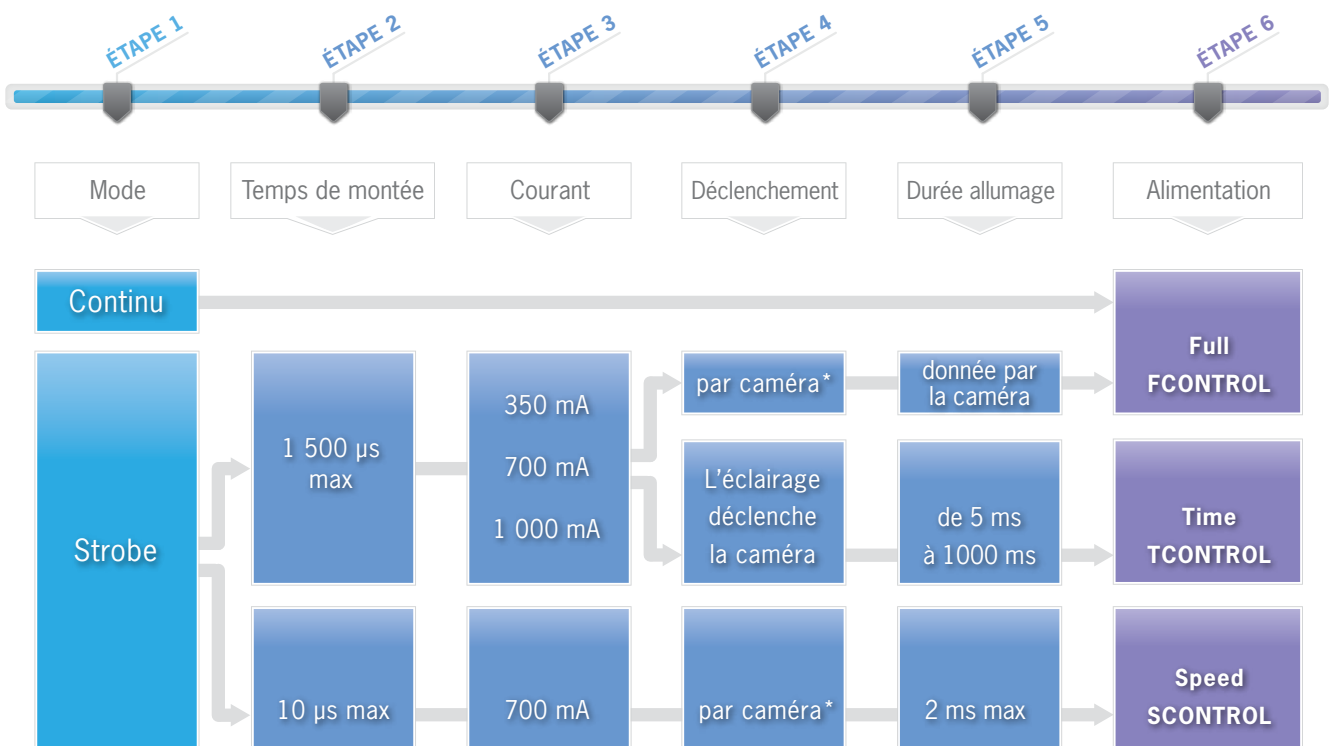 ÉTAPE 1
ÉTAPE 2
ÉTAPE 3
ÉTAPE 4
ÉTAPE 5
ÉTAPE 6
Mode
Temps de montée
Courant
Déclenchement
Durée allumage
Alimentation
Continu
Full
FCONTROL
Strobe
1 500 µs
max
350 mA
700 mA
1 000 mA
par caméra*
donnée par
la caméra
L'éclairage
déclenche
la caméra
de 5 ms
à 1000 ms
Time
TCONTROL
10 µs max
700 mA
par caméra*
2 ms max
Speed
SCONTROL